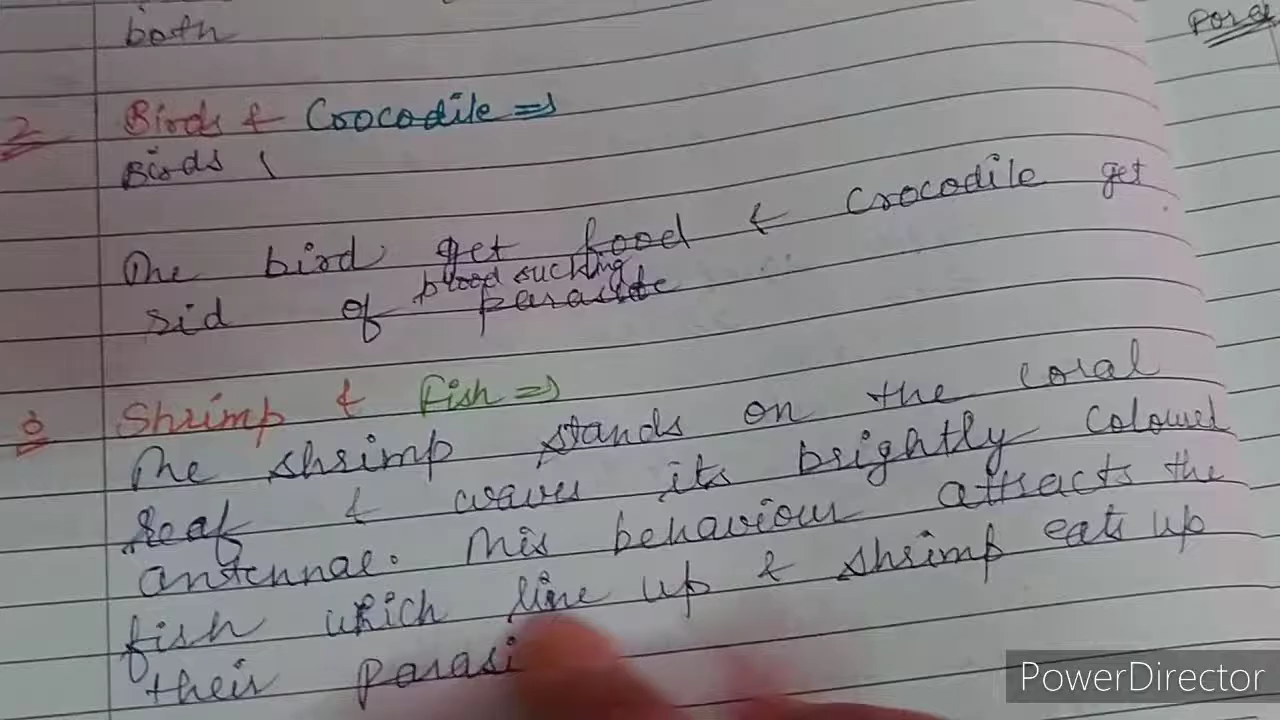 both
Pora
2 Birds & Crocodile ⇒
Birds (
The bird get food & Crocodile get
rid of blood sucking parasite
3 Shrimp & Fish ⇒
The shrimp stands on the coral
reaf & waves its brightly coloured
antennae. This behaviour attracts the
fish which line up & shrimp eats up
their parasi
PowerDirector